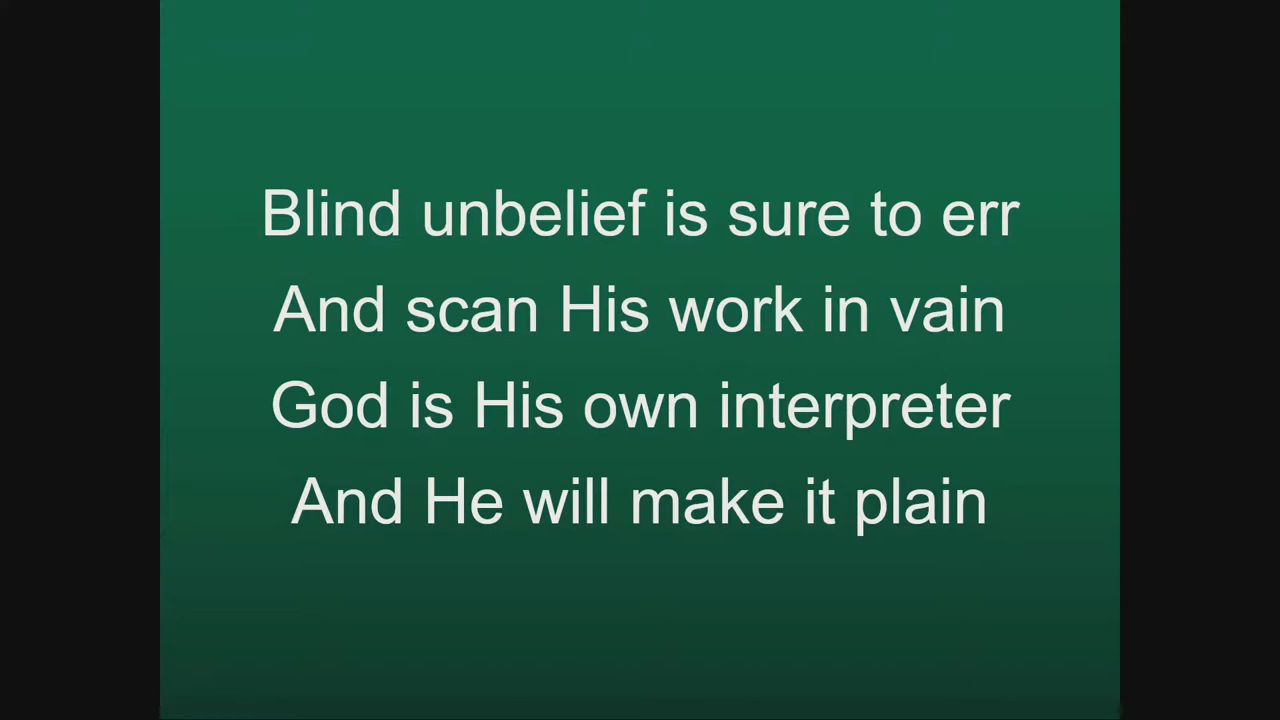 Blind unbelief is sure to err
And scan His work in vain
God is His own interpreter
And He will make it plain